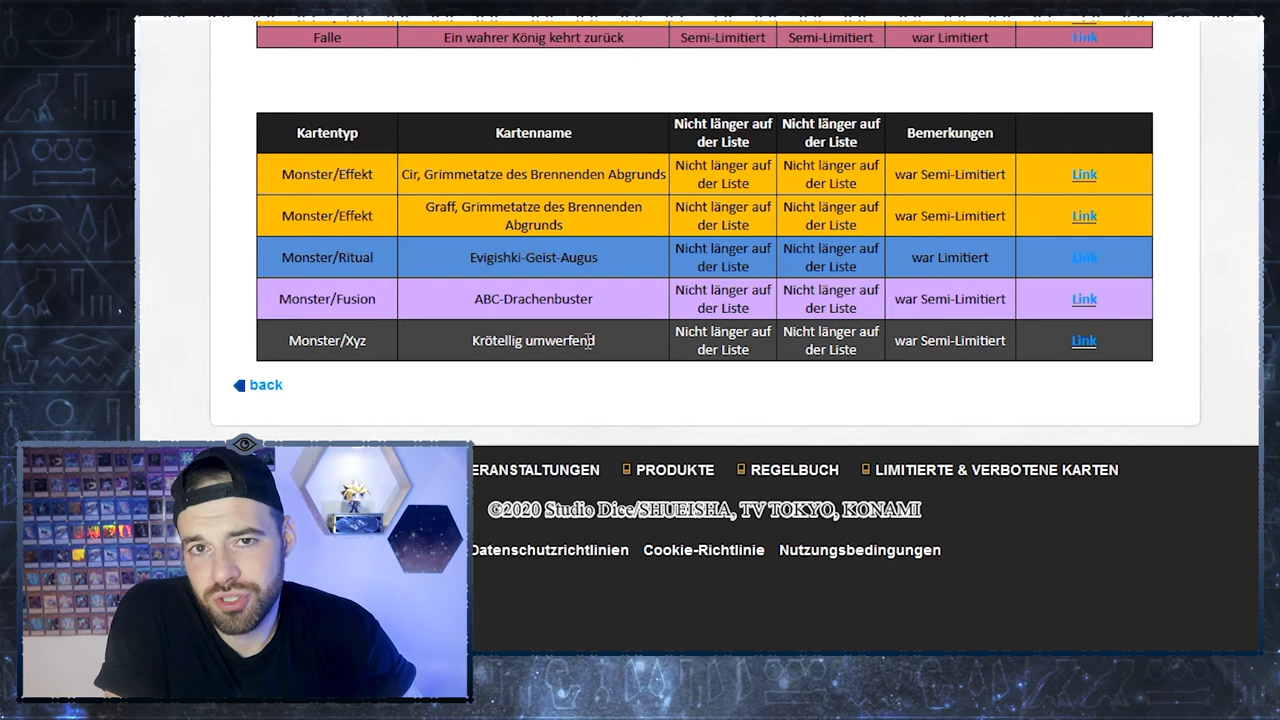 Falle Ein wahrer König kehrt zurück Semi-Limitiert Semi-Limitiert war Limitiert Link
Kartentyp Kartenname Nicht länger auf der Liste Nicht länger auf der Liste Bemerkungen
Monster/Effekt Cir, Grimmetatze des Brennenden Abgrunds Nicht länger auf der Liste Nicht länger auf der Liste war Semi-Limitiert Link
Monster/Effekt Graff, Grimmetatze des Brennenden Abgrunds Nicht länger auf der Liste Nicht länger auf der Liste war Semi-Limitiert Link
Monster/Ritual Evigishki-Geist-Augus Nicht länger auf der Liste Nicht länger auf der Liste war Limitiert Link
Monster/Fusion ABC-Drachenbuster Nicht länger auf der Liste Nicht länger auf der Liste war Semi-Limitiert Link
Monster/Xyz Krötellig umwerfend Nicht länger auf der Liste Nicht länger auf der Liste war Semi-Limitiert Link
back
ERANSTALTUNGEN PRODUKTE REGELBUCH LIMITIERTE & VERBOTENE KARTEN
©2020 Studio Dice/SHUEISHA, TV TOKYO, KONAMI
Datenschutzrichtlinien Cookie-Richtlinie Nutzungsbedingungen